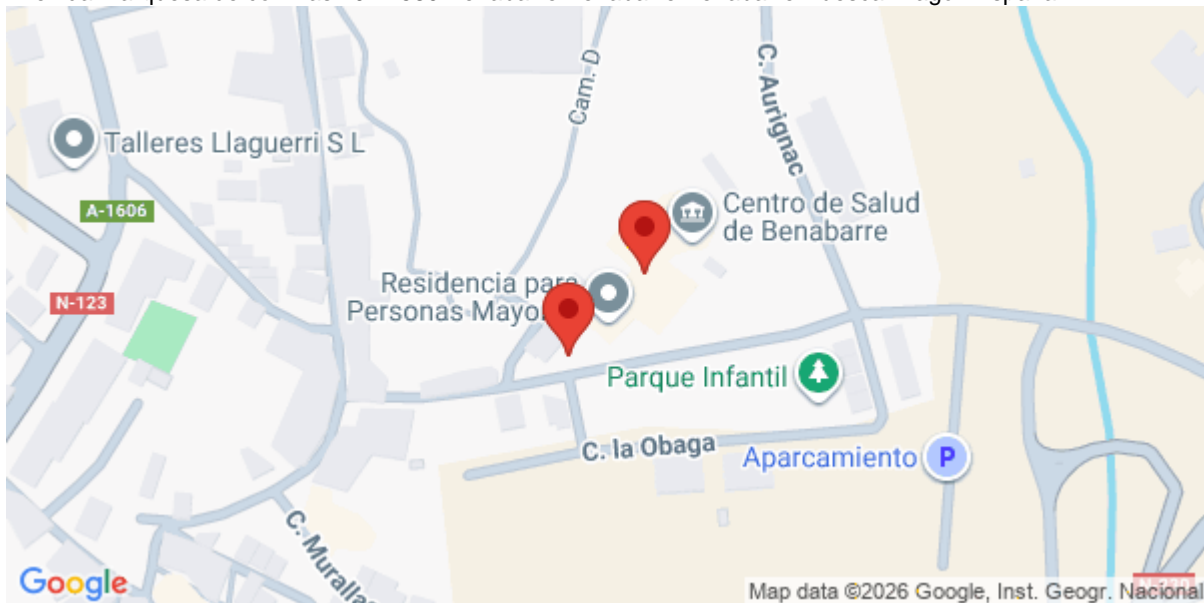 C. Aurignac
Cam. D
Talleres Llaguerri S L
A-1606
Centro de Salud
de Benabarre
Residencia para
Personas Mayo
N-123
Parque Infantil
C. la Obaga
Aparcamiento P
C. Muralla
Google
Map data ©2026 Google, Inst. Geogr. Nacional